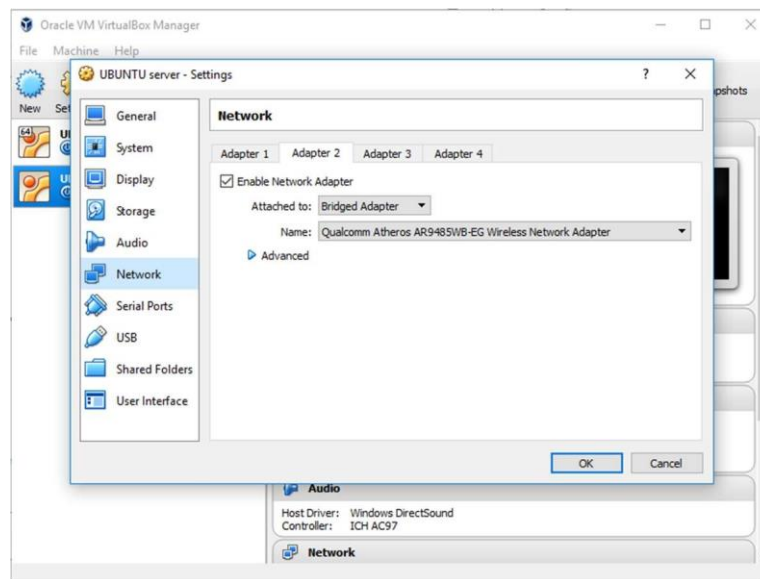 Oracle VM VirtualBox Manager
File Machine Help
UBUNTU server - Settings ?
New
General
System
Display
Storage
Audio
Network
Serial Ports
USB
Shared Folders
User Interface
Network
Adapter 1 Adapter 2 Adapter 3 Adapter 4
Enable Network Adapter
Attached to: Bridged Adapter
Name: Qualcomm Atheros AR9485WB-EG Wireless Network Adapter
Advanced
OK Cancel
64
Audio
Host Driver: Windows DirectSound
Controller: ICH AC97
Network